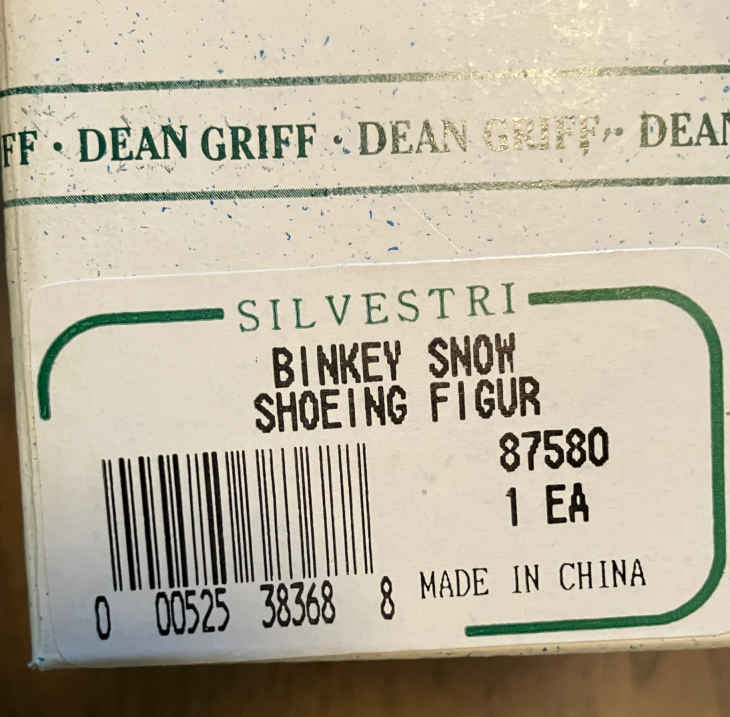 FF · DEAN GRIFF · DEAN GRIFF · DEAN
SILVESTRI
BINKEY SNOW
SHOEING FIGUR
87580
1 EA
0 00525 38368 8
MADE IN CHINA